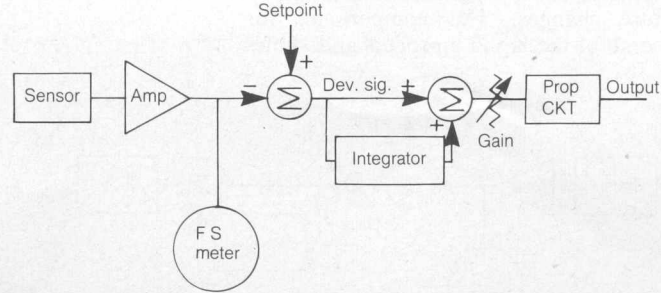 Setpoint
+
Sensor
Amp
−
Σ
Dev. sig.
+
Σ
+
Integrator
Gain
Prop
CKT
Output
F S
meter